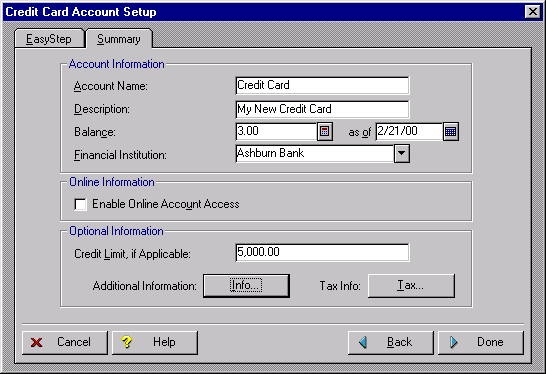 Credit Card Account Setup
EasyStep Summary
Account Information
Account Name: Credit Card
Description: My New Credit Card
Balance: 3.00 as of 2/21/00
Financial Institution: Ashburn Bank
Online Information
Enable Online Account Access
Optional Information
Credit Limit, if Applicable: 5,000.00
Additional Information: Info... Tax Info: Tax...
Cancel ? Help Back Done